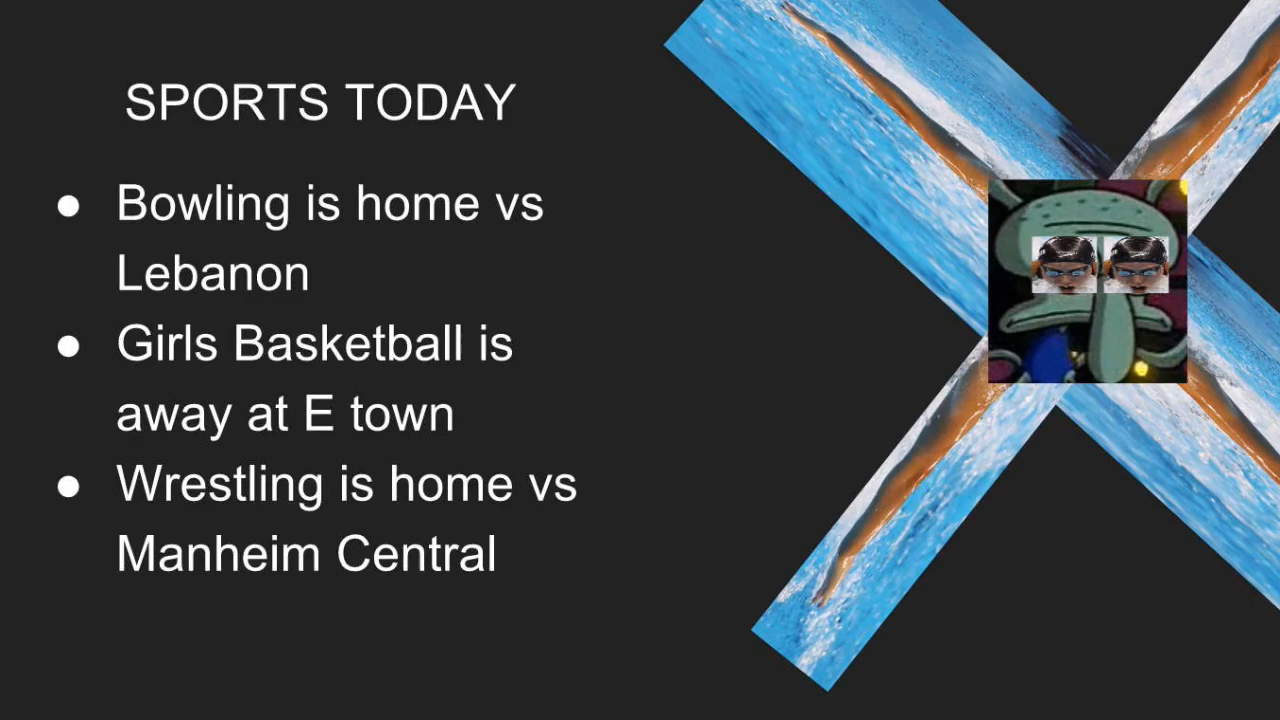 SPORTS TODAY
● Bowling is home vs
Lebanon
● Girls Basketball is
away at E town
● Wrestling is home vs
Manheim Central